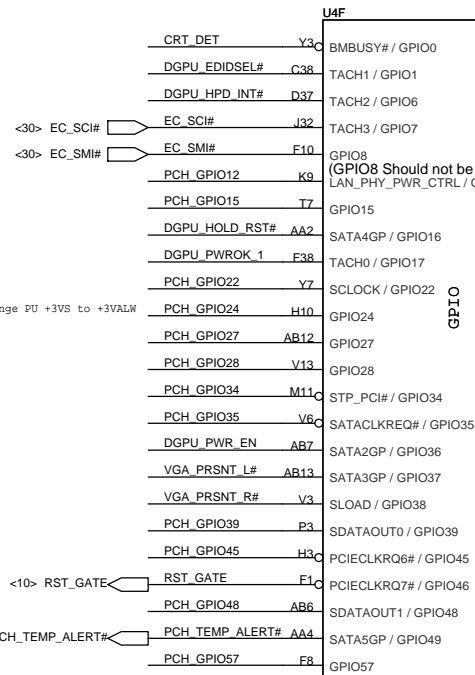 U4F
CRT_DET Y3 BMBUSY# / GPIO0
DGPU_EDIDSEL# C38 TACH1 / GPIO1
DGPU_HPD_INT# D37 TACH2 / GPIO6
<30> EC_SCI# EC_SCI# J32 TACH3 / GPIO7
<30> EC_SMI# EC_SMI# F10 GPIO8
(GPIO8 Should not be
PCH_GPIO12 K9 LAN_PHY_PWR_CTRL /
PCH_GPIO15 T7 GPIO15
DGPU_HOLD_RST# AA2 SATA4GP / GPIO16
DGPU_PWROK_1 F38 TACH0 / GPIO17
PCH_GPIO22 Y7 SCLOCK / GPIO22
nge PU +3VS to +3VALW PCH_GPIO24 H10 GPIO24
GPIO
PCH_GPIO27 AB12 GPIO27
PCH_GPIO28 V13 GPIO28
PCH_GPIO34 M11 STP_PCI# / GPIO34
PCH_GPIO35 V6 SATACLKREQ# / GPIO35
DGPU_PWR_EN AB7 SATA2GP / GPIO36
VGA_PRSNT_L# AB13 SATA3GP / GPIO37
VGA_PRSNT_R# V3 SLOAD / GPIO38
PCH_GPIO39 P3 SDATAOUT0 / GPIO39
PCH_GPIO45 H3 PCIECLKRQ6# / GPIO45
<10> RST_GATE RST_GATE F1 PCIECLKRQ7# / GPIO46
PCH_GPIO48 AB6 SDATAOUT1 / GPIO48
CH_TEMP_ALERT# PCH_TEMP_ALERT# AA4 SATA5GP / GPIO49
PCH_GPIO57 F8 GPIO57